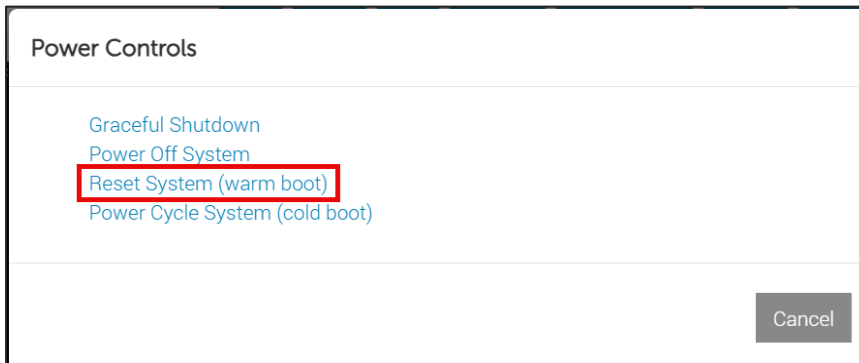 Power Controls
Graceful Shutdown
Power Off System
Reset System (warm boot)
Power Cycle System (cold boot)
Cancel